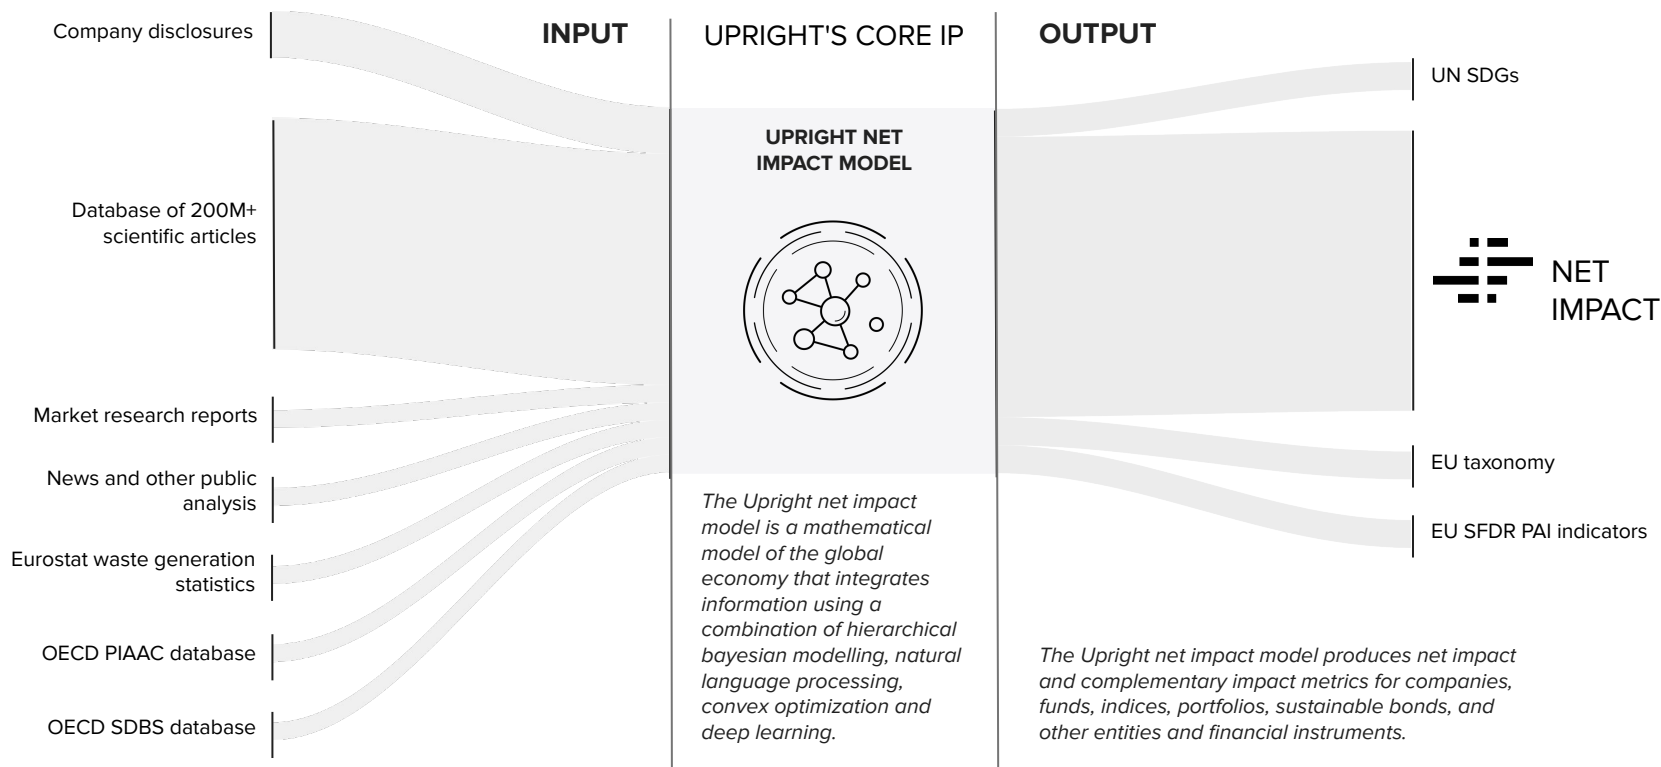 INPUT
Company disclosures
Database of 200M+
scientific articles
Market research reports
News and other public
analysis
Eurostat waste generation
statistics
OECD PIAAC database
OECD SDBS database
UPRIGHT'S CORE IP
UPRIGHT NET
IMPACT MODEL
The Upright net impact
model is a mathematical
model of the global
economy that integrates
information using a
combination of hierarchical
bayesian modelling, natural
language processing,
convex optimization and
deep learning.
OUTPUT
UN SDGs
NET
IMPACT
EU taxonomy
EU SFDR PAI indicators
The Upright net impact model produces net impact
and complementary impact metrics for companies,
funds, indices, portfolios, sustainable bonds, and
other entities and financial instruments.